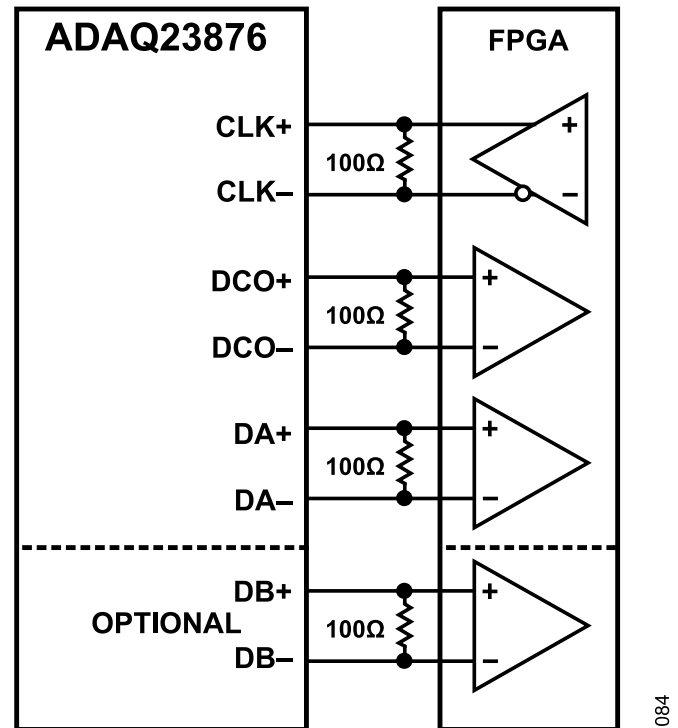 ADAQ23876
FPGA
CLK+
100Ω
CLK–
+
–
DCO+
100Ω
DCO–
+
–
DA+
100Ω
DA–
+
–
DB+
OPTIONAL
100Ω
DB–
+
–
084